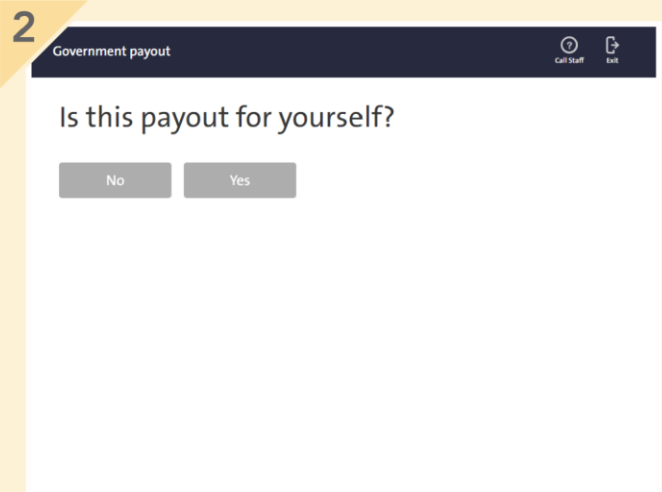 2
Government payout
Call Staff
Exit
Is this payout for yourself?
No
Yes